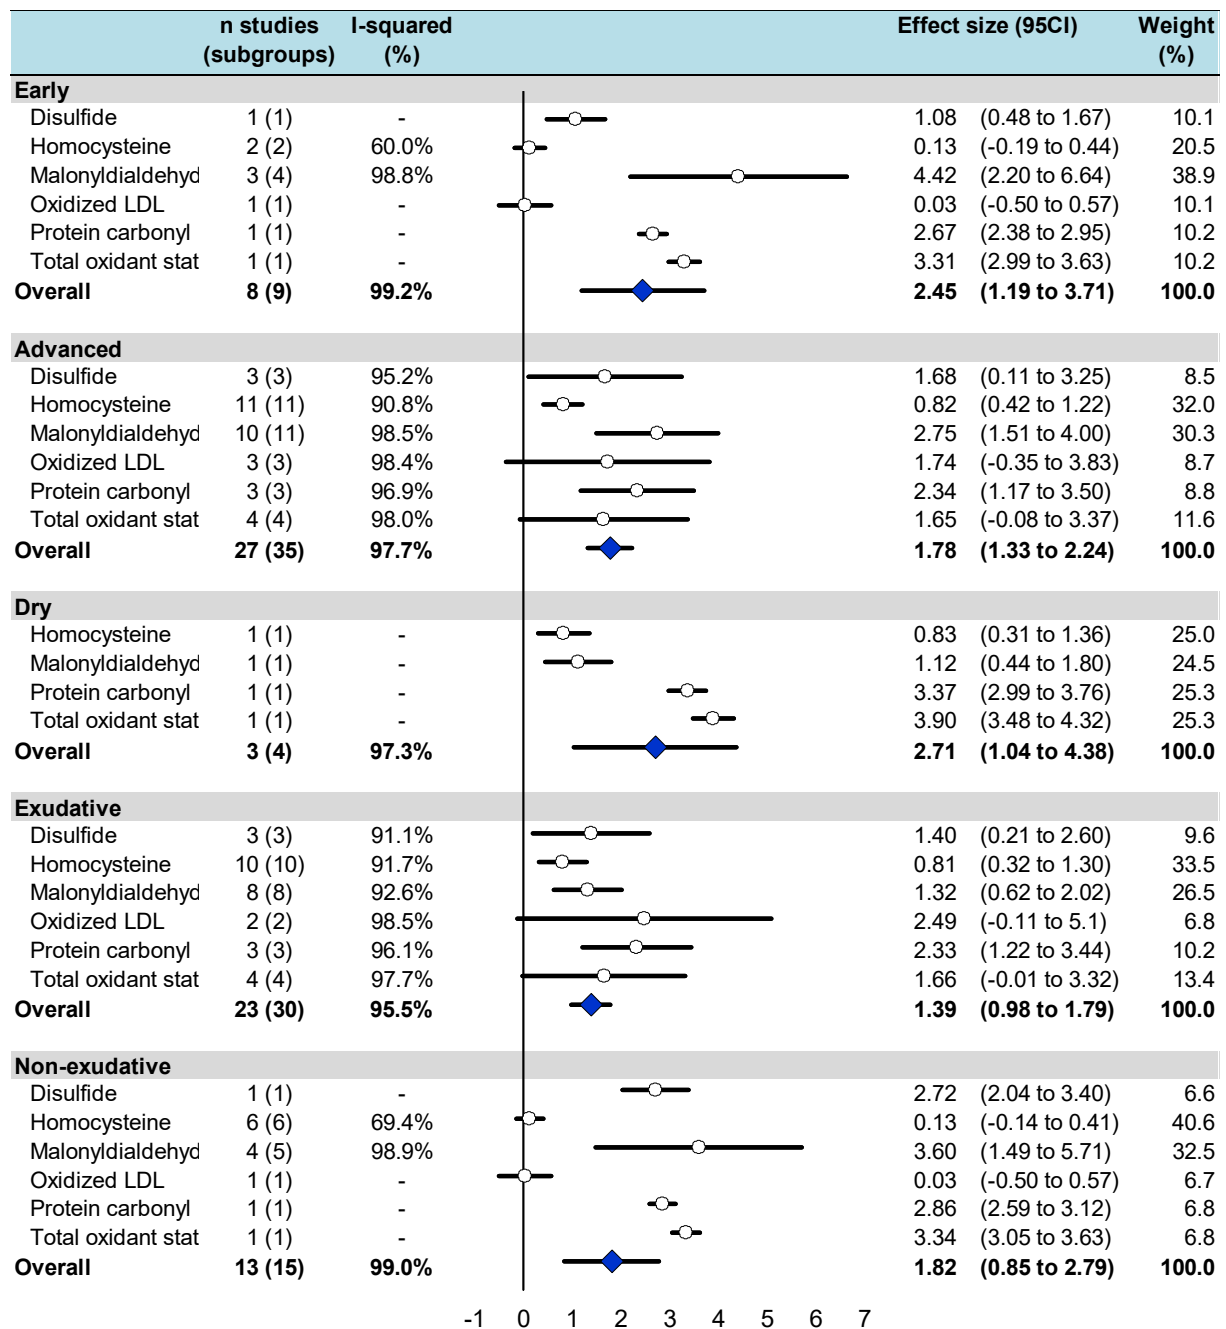 n studies I-squared Effect size (95CI) Weight
(subgroups) (%) (%)
Early
Disulfide 1 (1) - 1.08 (0.48 to 1.67) 10.1
Homocysteine 2 (2) 60.0% 0.13 (-0.19 to 0.44) 20.5
Malonyldialdehyd 3 (4) 98.8% 4.42 (2.20 to 6.64) 38.9
Oxidized LDL 1 (1) - 0.03 (-0.50 to 0.57) 10.1
Protein carbonyl 1 (1) - 2.67 (2.38 to 2.95) 10.2
Total oxidant stat 1 (1) - 3.31 (2.99 to 3.63) 10.2
Overall 8 (9) 99.2% 2.45 (1.19 to 3.71) 100.0
Advanced
Disulfide 3 (3) 95.2% 1.68 (0.11 to 3.25) 8.5
Homocysteine 11 (11) 90.8% 0.82 (0.42 to 1.22) 32.0
Malonyldialdehyd 10 (11) 98.5% 2.75 (1.51 to 4.00) 30.3
Oxidized LDL 3 (3) 98.4% 1.74 (-0.35 to 3.83) 8.7
Protein carbonyl 3 (3) 96.9% 2.34 (1.17 to 3.50) 8.8
Total oxidant stat 4 (4) 98.0% 1.65 (-0.08 to 3.37) 11.6
Overall 27 (35) 97.7% 1.78 (1.33 to 2.24) 100.0
Dry
Homocysteine 1 (1) - 0.83 (0.31 to 1.36) 25.0
Malonyldialdehyd 1 (1) - 1.12 (0.44 to 1.80) 24.5
Protein carbonyl 1 (1) - 3.37 (2.99 to 3.76) 25.3
Total oxidant stat 1 (1) - 3.90 (3.48 to 4.32) 25.3
Overall 3 (4) 97.3% 2.71 (1.04 to 4.38) 100.0
Exudative
Disulfide 3 (3) 91.1% 1.40 (0.21 to 2.60) 9.6
Homocysteine 10 (10) 91.7% 0.81 (0.32 to 1.30) 33.5
Malonyldialdehyd 8 (8) 92.6% 1.32 (0.62 to 2.02) 26.5
Oxidized LDL 2 (2) 98.5% 2.49 (-0.11 to 5.1) 6.8
Protein carbonyl 3 (3) 96.1% 2.33 (1.22 to 3.44) 10.2
Total oxidant stat 4 (4) 97.7% 1.66 (-0.01 to 3.32) 13.4
Overall 23 (30) 95.5% 1.39 (0.98 to 1.79) 100.0
Non-exudative
Disulfide 1 (1) - 2.72 (2.04 to 3.40) 6.6
Homocysteine 6 (6) 69.4% 0.13 (-0.14 to 0.41) 40.6
Malonyldialdehyd 4 (5) 98.9% 3.60 (1.49 to 5.71) 32.5
Oxidized LDL 1 (1) - 0.03 (-0.50 to 0.57) 6.7
Protein carbonyl 1 (1) - 2.86 (2.59 to 3.12) 6.8
Total oxidant stat 1 (1) - 3.34 (3.05 to 3.63) 6.8
Overall 13 (15) 99.0% 1.82 (0.85 to 2.79) 100.0
-1 0 1 2 3 4 5 6 7